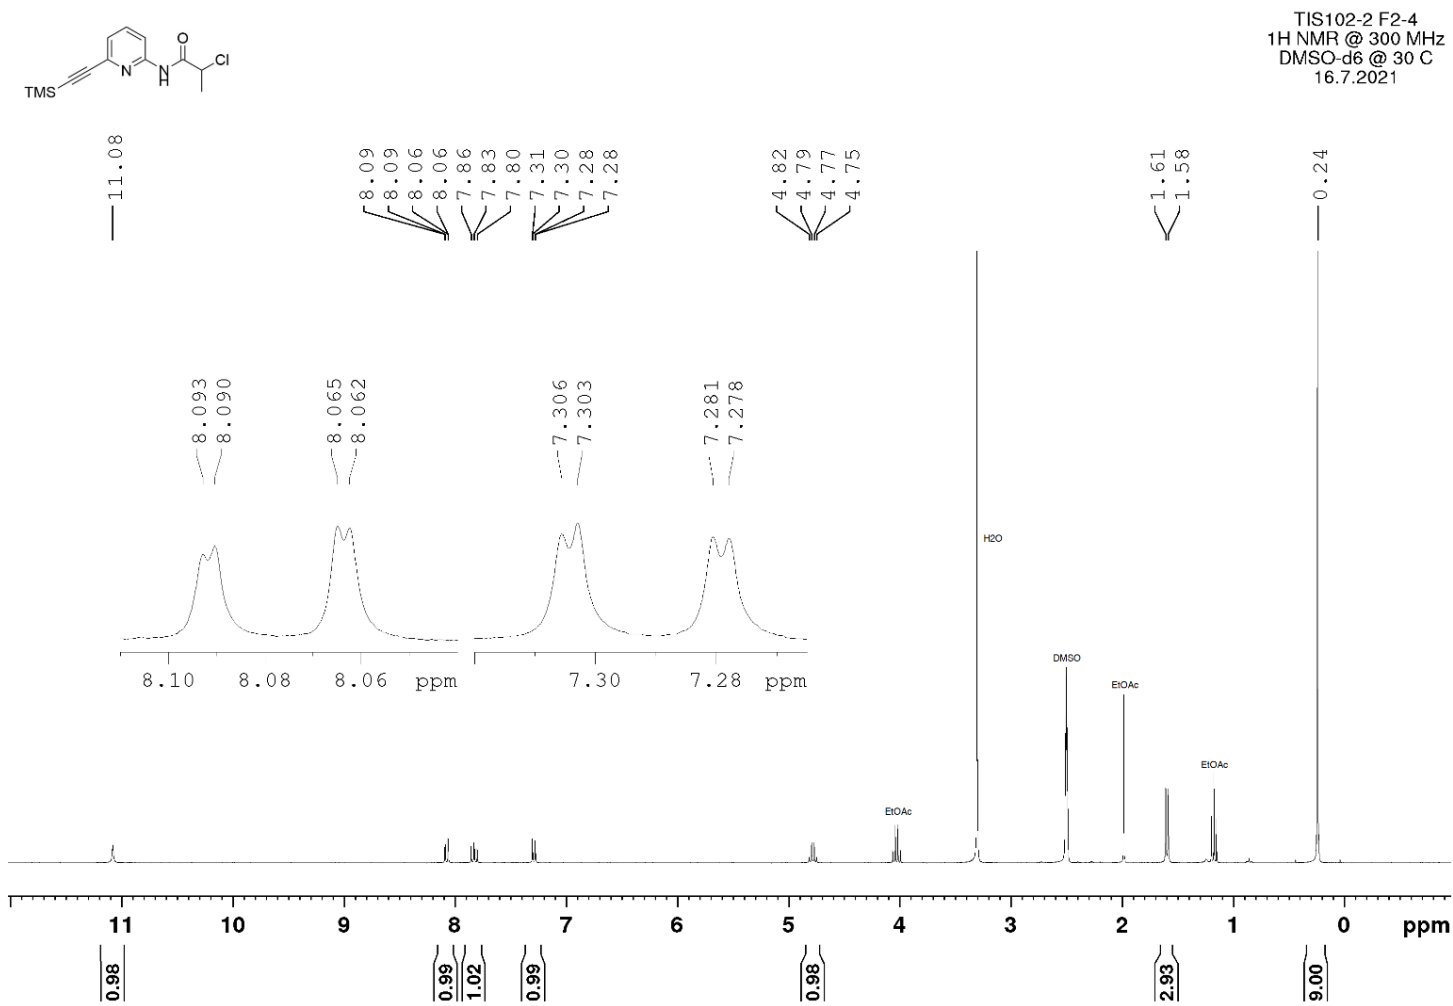 TIS102-2 F2-4
1H NMR @ 300 MHz
DMSO-d6 @ 30 C
16.7.2021
O
Cl
N
N
H
TMS
11.08
8.09
8.09
8.06
8.06
7.86
7.83
7.80
7.31
7.30
7.28
7.28
4.82
4.79
4.77
4.75
1.61
1.58
0.24
8.093
8.090
8.065
8.062
7.306
7.303
7.281
7.278
8.10 8.08 8.06 ppm
7.30 7.28 ppm
H2O
DMSO
EtOAc
EtOAc
EtOAc
11 10 9 8 7 6 5 4 3 2 1 0 ppm
0.98
0.99
1.02
0.99
0.98
2.93
9.00